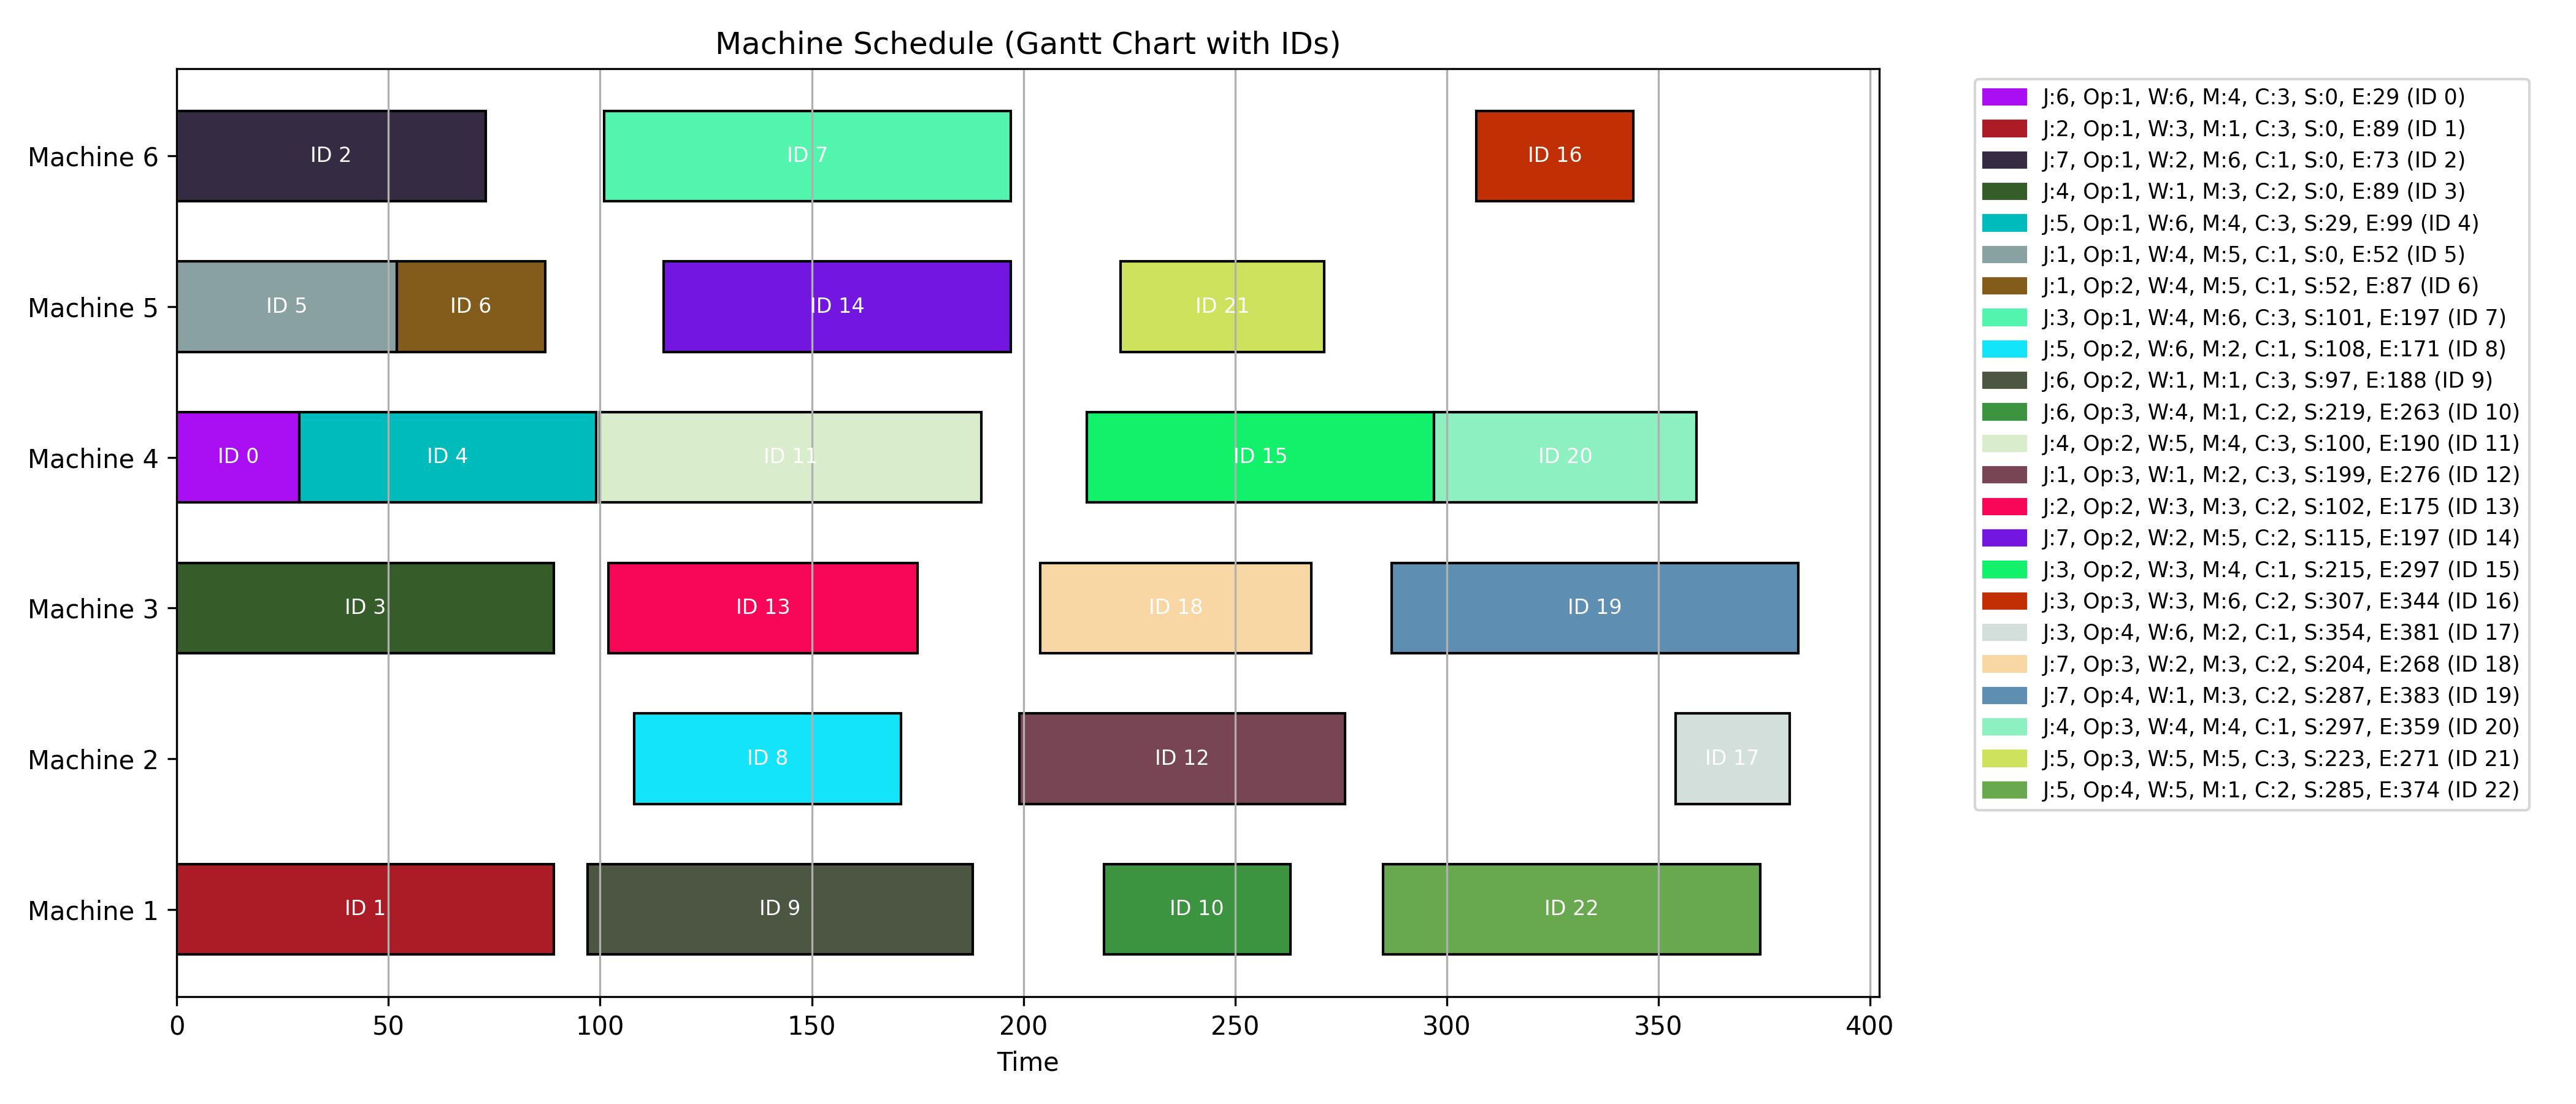 Machine Schedule (Gantt Chart with IDs)
Machine 6
ID 2
ID 7
ID 16
Machine 5
ID 5
ID 6
ID 14
ID 21
Machine 4
ID 0
ID 4
ID 11
ID 15
ID 20
Machine 3
ID 3
ID 13
ID 18
ID 19
Machine 2
ID 8
ID 12
ID 17
Machine 1
ID 1
ID 9
ID 10
ID 22
0 50 100 150 200 250 300 350 400
Time
J:6, Op:1, W:6, M:4, C:3, S:0, E:29 (ID 0)
J:2, Op:1, W:3, M:1, C:3, S:0, E:89 (ID 1)
J:7, Op:1, W:2, M:6, C:1, S:0, E:73 (ID 2)
J:4, Op:1, W:1, M:3, C:2, S:0, E:89 (ID 3)
J:5, Op:1, W:6, M:4, C:3, S:29, E:99 (ID 4)
J:1, Op:1, W:4, M:5, C:1, S:0, E:52 (ID 5)
J:1, Op:2, W:4, M:5, C:1, S:52, E:87 (ID 6)
J:3, Op:1, W:4, M:6, C:3, S:101, E:197 (ID 7)
J:5, Op:2, W:6, M:2, C:1, S:108, E:171 (ID 8)
J:6, Op:2, W:1, M:1, C:3, S:97, E:188 (ID 9)
J:6, Op:3, W:4, M:1, C:2, S:219, E:263 (ID 10)
J:4, Op:2, W:5, M:4, C:3, S:100, E:190 (ID 11)
J:1, Op:3, W:1, M:2, C:3, S:199, E:276 (ID 12)
J:2, Op:2, W:3, M:3, C:2, S:102, E:175 (ID 13)
J:7, Op:2, W:2, M:5, C:2, S:115, E:197 (ID 14)
J:3, Op:2, W:3, M:4, C:1, S:215, E:297 (ID 15)
J:3, Op:3, W:3, M:6, C:2, S:307, E:344 (ID 16)
J:3, Op:4, W:6, M:2, C:1, S:354, E:381 (ID 17)
J:7, Op:3, W:2, M:3, C:2, S:204, E:268 (ID 18)
J:7, Op:4, W:1, M:3, C:2, S:287, E:383 (ID 19)
J:4, Op:3, W:4, M:4, C:1, S:297, E:359 (ID 20)
J:5, Op:3, W:5, M:5, C:3, S:223, E:271 (ID 21)
J:5, Op:4, W:5, M:1, C:2, S:285, E:374 (ID 22)